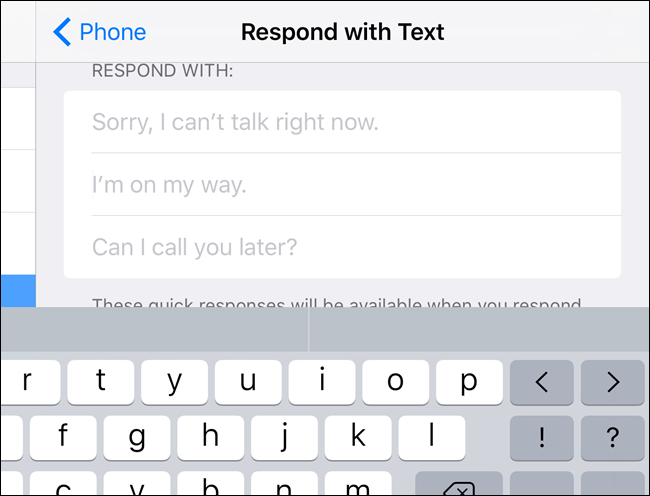 Phone
Respond with Text
RESPOND WITH:
Sorry, I can’t talk right now.
I’m on my way.
Can I call you later?
These quick responses will be available when you respond
r t y u i o p < >
f g h j k l ! ?
c v b n m